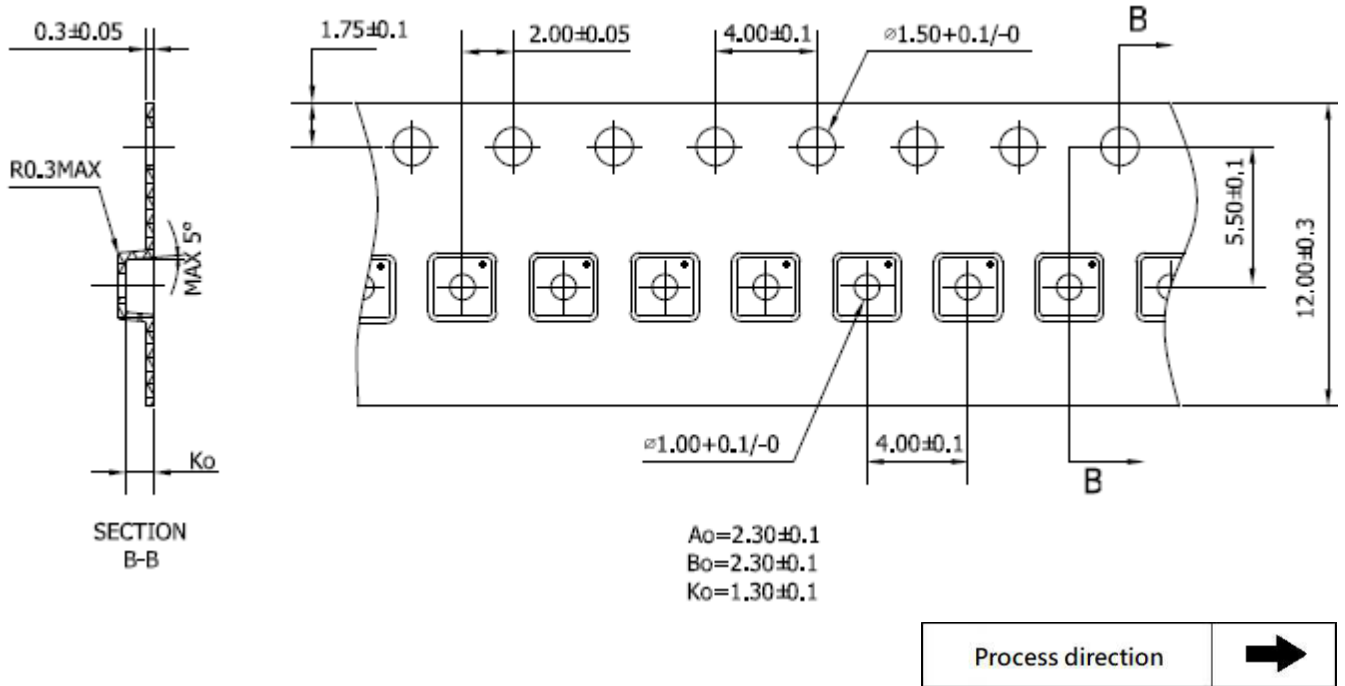 0.3±0.05
1.75±0.1
2.00±0.05
4.00±0.1
⌀1.50+0.1/-0
B
R0.3MAX
MAX 5°
5.50±0.1
12.00±0.3
Ko
⌀1.00+0.1/-0
4.00±0.1
B
SECTION
B-B
Ao=2.30±0.1
Bo=2.30±0.1
Ko=1.30±0.1
Process direction